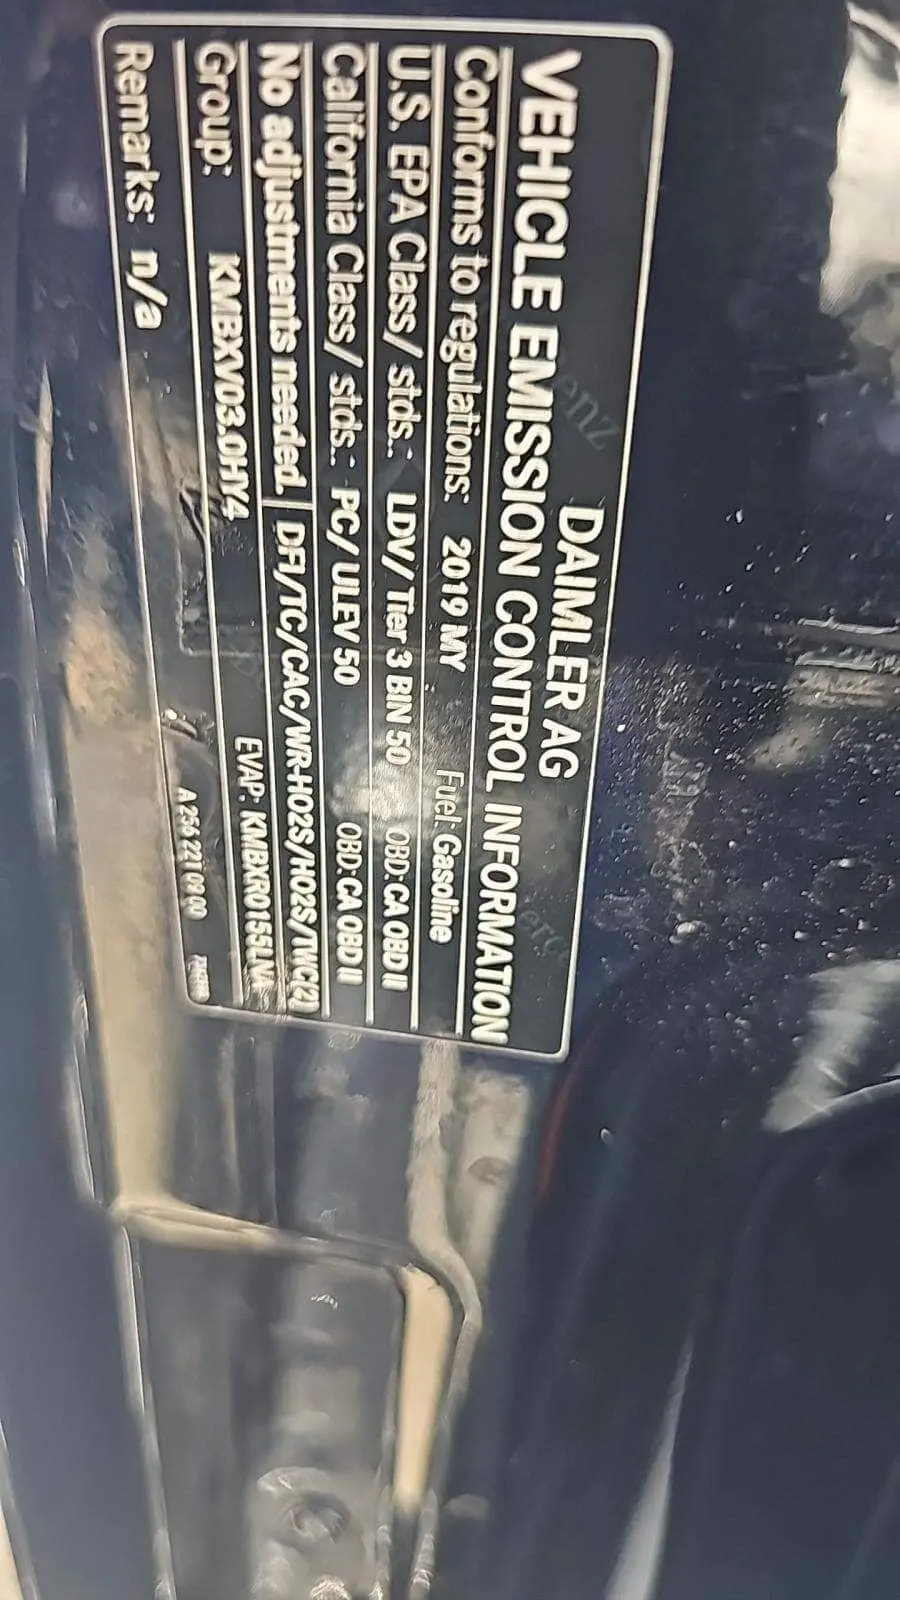 DAIMLER AG
VEHICLE EMISSION CONTROL INFORMATION
Conforms to regulations: 2019 MY Fuel: Gasoline
U.S. EPA Class/ stds.: LDV/ Tier 3 BIN 50 OBD: CA OBD II
California Class/ stds.: PC/ ULEV 50 OBD: CA OBD II
No adjustments needed. DFI/TC/CAC/WR-HO2S/HO2S/TWC(2)
Group: KMBXV03.0HY4 EVAP: KMBXR0155LNA
Remarks: n/a A 256 221 03 00